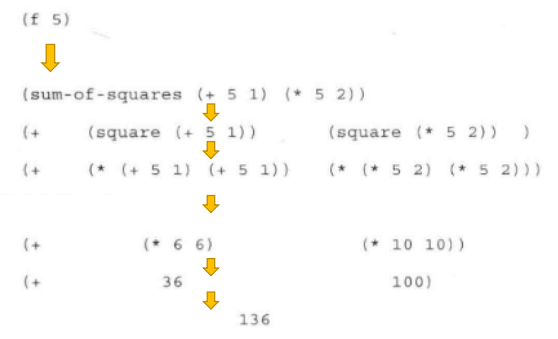 (f 5)
(sum-of-squares (+ 5 1) (* 5 2))
(+ (square (+ 5 1)) (square (* 5 2)) )
(+ (* (+ 5 1) (+ 5 1)) (* (* 5 2) (* 5 2)))
(+ (* 6 6) (* 10 10))
(+ 36 100)
136